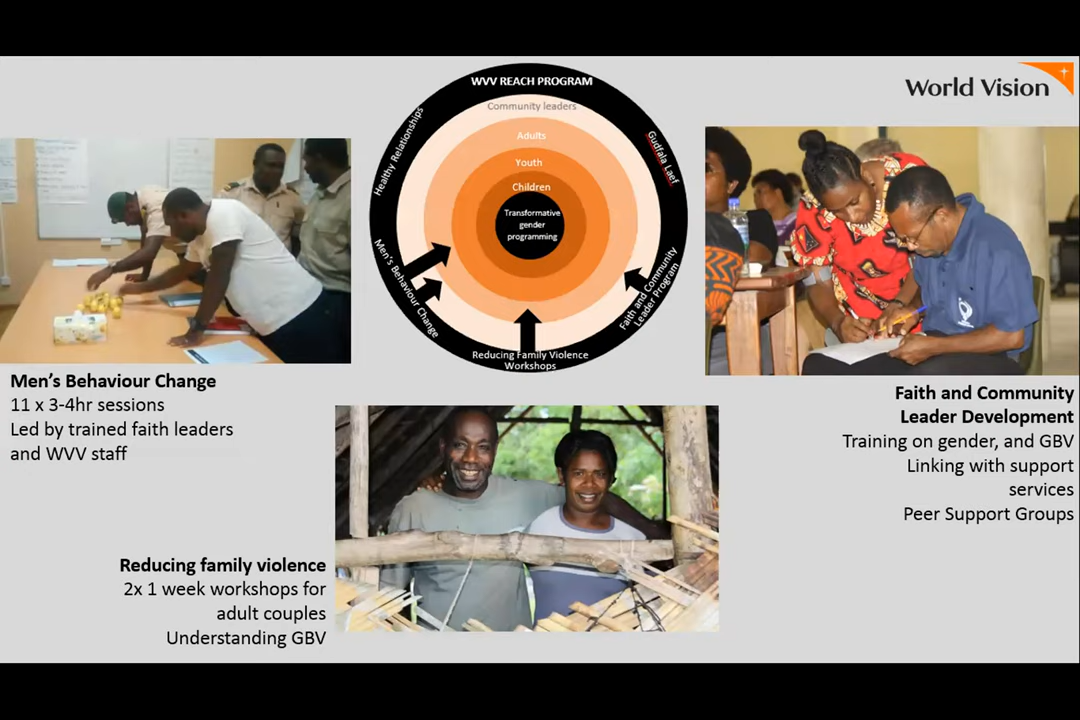 WVV REACH PROGRAM
World Vision
Community leaders
Adults
Youth
Children
Transformative
gender
programming
Healthy Relationships
Gudfala Laef
Men's Behaviour Change
Faith and Community
Leader Program
Reducing Family Violence
Workshops
Men's Behaviour Change
11 x 3-4hr sessions
Led by trained faith leaders
and WVV staff
Faith and Community
Leader Development
Training on gender, and GBV
Linking with support
services
Peer Support Groups
Reducing family violence
2x 1 week workshops for
adult couples
Understanding GBV